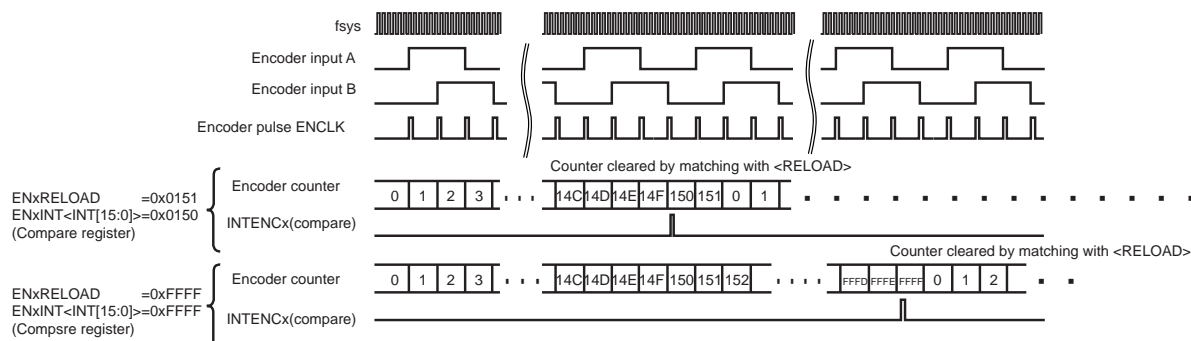 fsys
Encoder input A
Encoder input B
Encoder pulse ENCLK
Counter cleared by matching with <RELOAD>
ENxRELOAD =0x0151
ENxINT<INT[15:0]>=0x0150
(Compare register)
Encoder counter
0 1 2 3 14C 14D 14E 14F 150 151 0 1
INTENCx(compare)
Counter cleared by matching with <RELOAD>
ENxRELOAD =0xFFFF
ENxINT<INT[15:0]>=0xFFFF
(Compsre register)
Encoder counter
0 1 2 3 14C 14D 14E 14F 150 151 152 FFFD FFFE FFFF 0 1 2
INTENCx(compare)